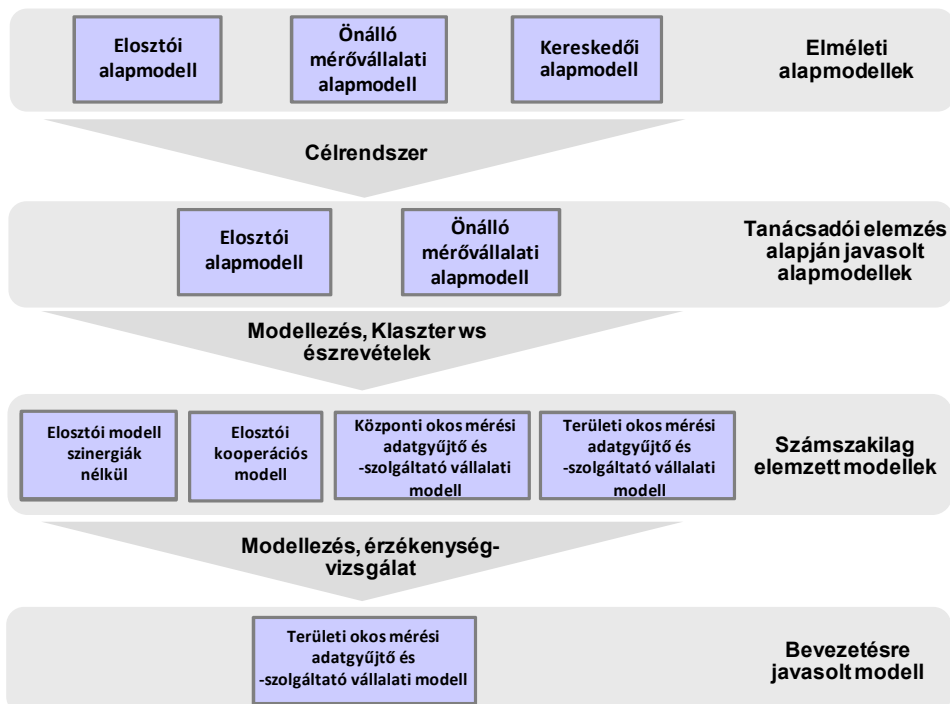 Elosztói
alapmodell
Önálló
mérővállalati
alapmodell
Kereskedői
alapmodell
Elméleti
alapmodellek
Célrendszer
Elosztói
alapmodell
Önálló
mérővállalati
alapmodell
Tanácsadói elemzés
alapján javasolt
alapmodellek
Modellezés, Klaszter ws
észrevételek
Elosztói modell
szinergiák
nélkül
Elosztói
kooperációs
modell
Központi okos mérési
adatgyűjtő és
-szolgáltató vállalati
modell
Területi okos mérési
adatgyűjtő és
-szolgáltató vállalati
modell
Számszakilag
elemzett modellek
Modellezés, érzékenység-
vizsgálat
Területi okos mérési
adatgyűjtő és
-szolgáltató vállalati modell
Bevezetésre
javasolt modell